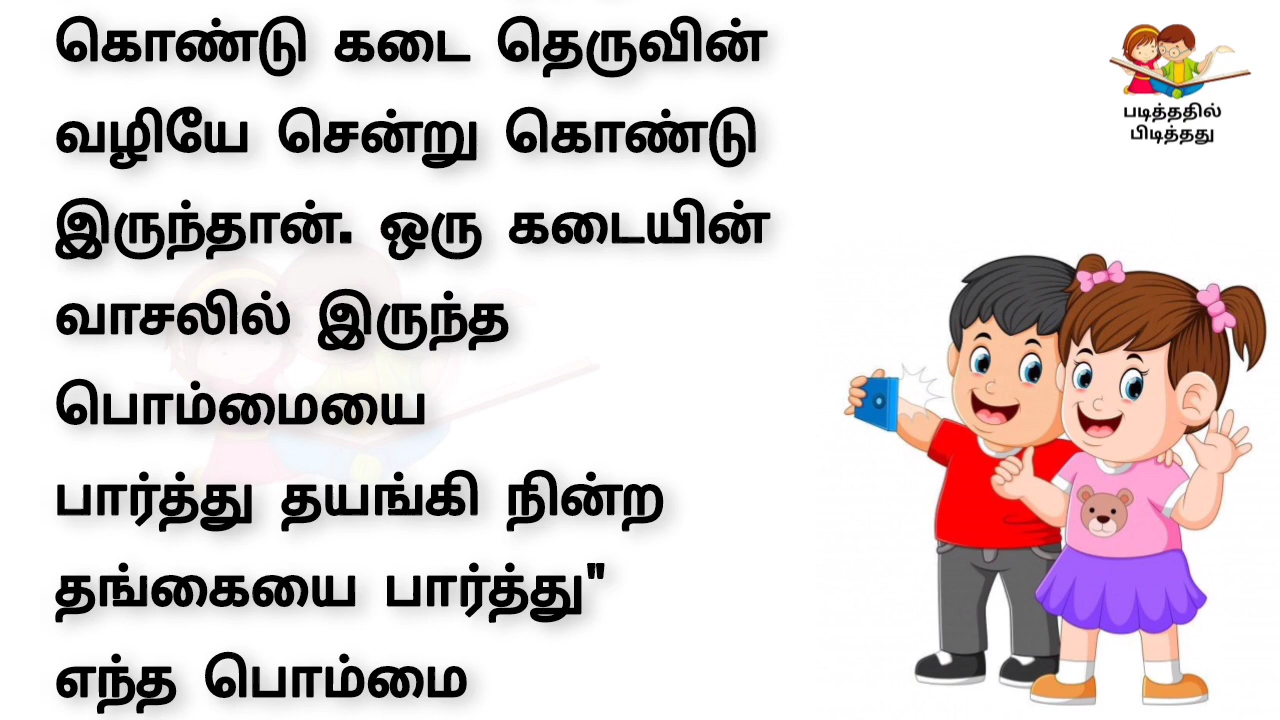 கொண்டு கடை தெருவின்
வழியே சென்று கொண்டு
இருந்தான். ஒரு கடையின்
வாசலில் இருந்த
பொம்மையை
பார்த்து தயங்கி நின்ற
தங்கையை பார்த்து"
எந்த பொம்மை
படித்ததில்
பிடித்தது